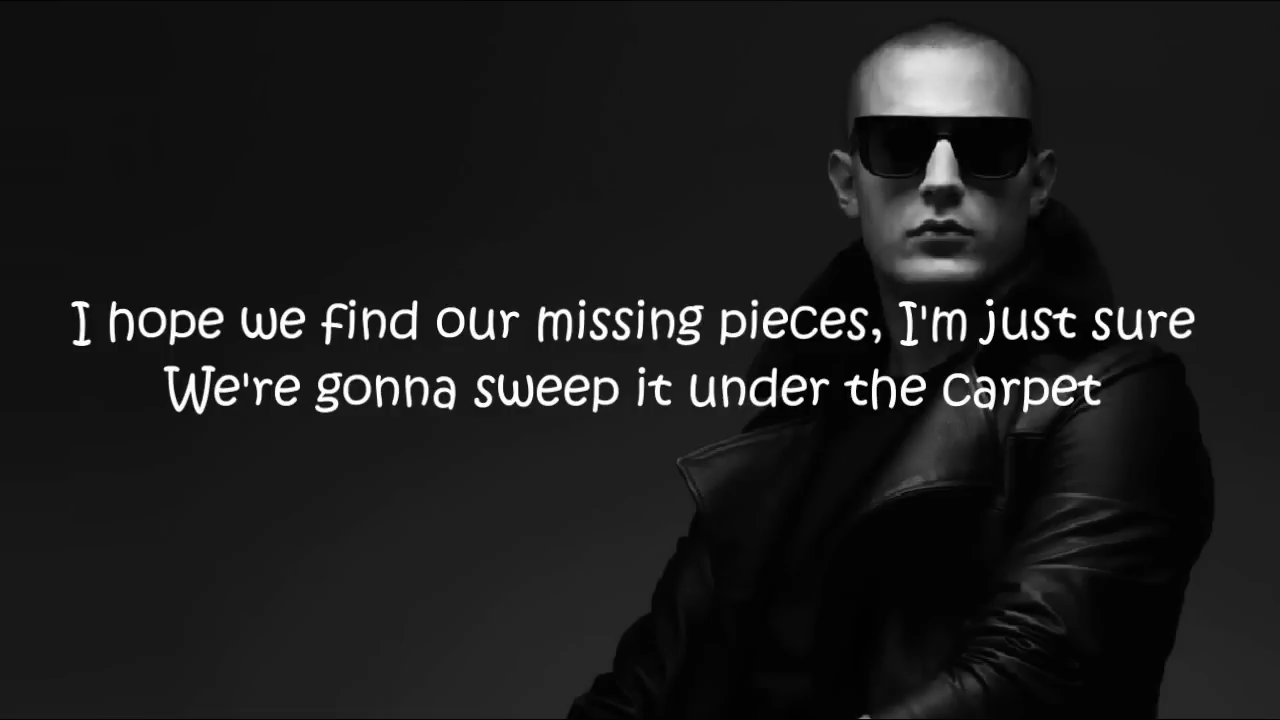 I hope we find our missing pieces, I'm just sure
We're gonna sweep it under the carpet